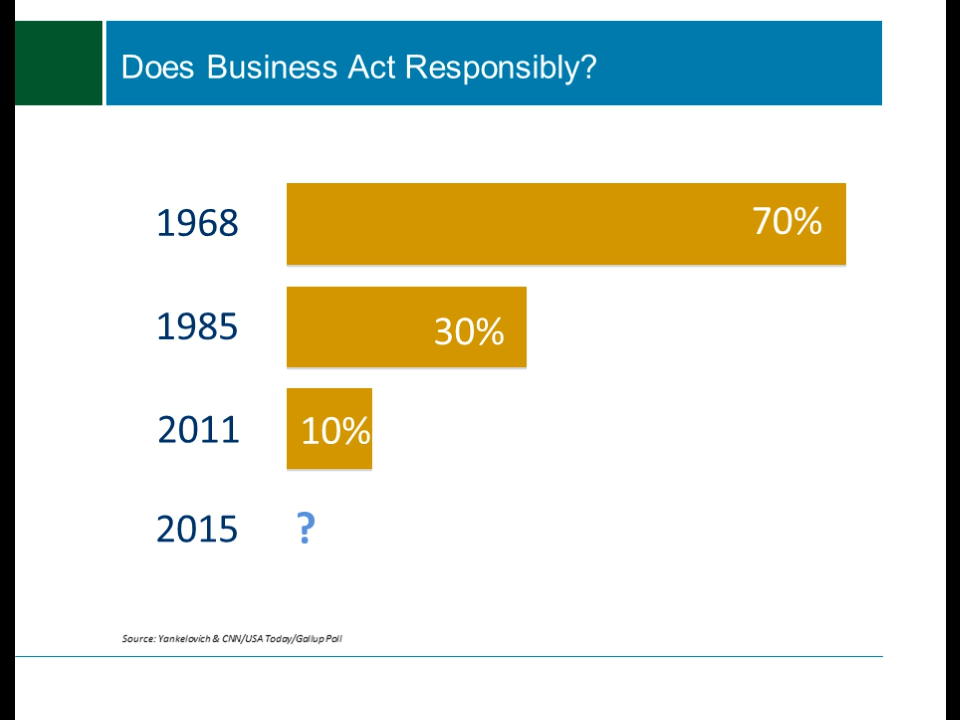 Does Business Act Responsibly?
1968 70%
1985 30%
2011 10%
2015 ?
Source: Yankelovich & CNN/USA Today/Gallup Poll